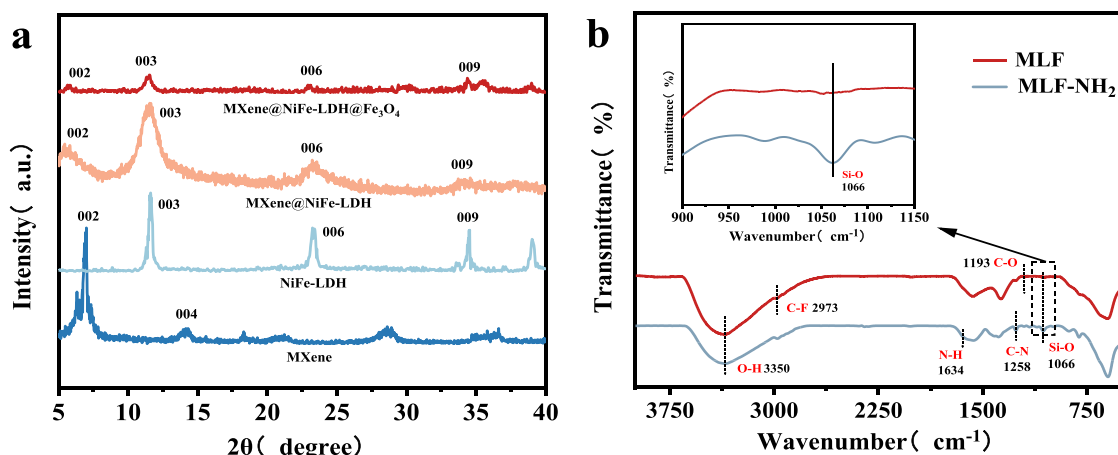 a
Intensity( a.u.)
002
003
006
009
MXene@NiFe-LDH@Fe₃O₄
002
003
006
009
MXene@NiFe-LDH
002
003
006
009
NiFe-LDH
004
MXene
5 10 15 20 25 30 35 40
2θ( degree)
b
Transmittance( %)
MLF
MLF-NH₂
Transmittance( %)
Si-O
1066
900 950 1000 1050 1100 1150
Wavenumber( cm⁻¹)
1193 C-O
C-F 2973
O-H 3350
N-H
1634
C-N
1258
Si-O
1066
3750 3000 2250 1500 750
Wavenumber( cm⁻¹)